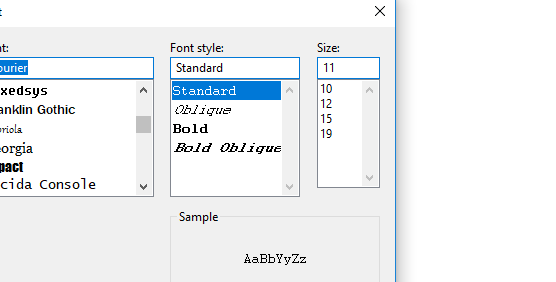 t
nt:
Font style:
Size:
ourier
Standard
11
xedsys
anklin Gothic
briola
eorgia
pact
cida Console
Standard
Oblique
Bold
Bold Oblique
10
12
15
19
Sample
AaBbYyZz